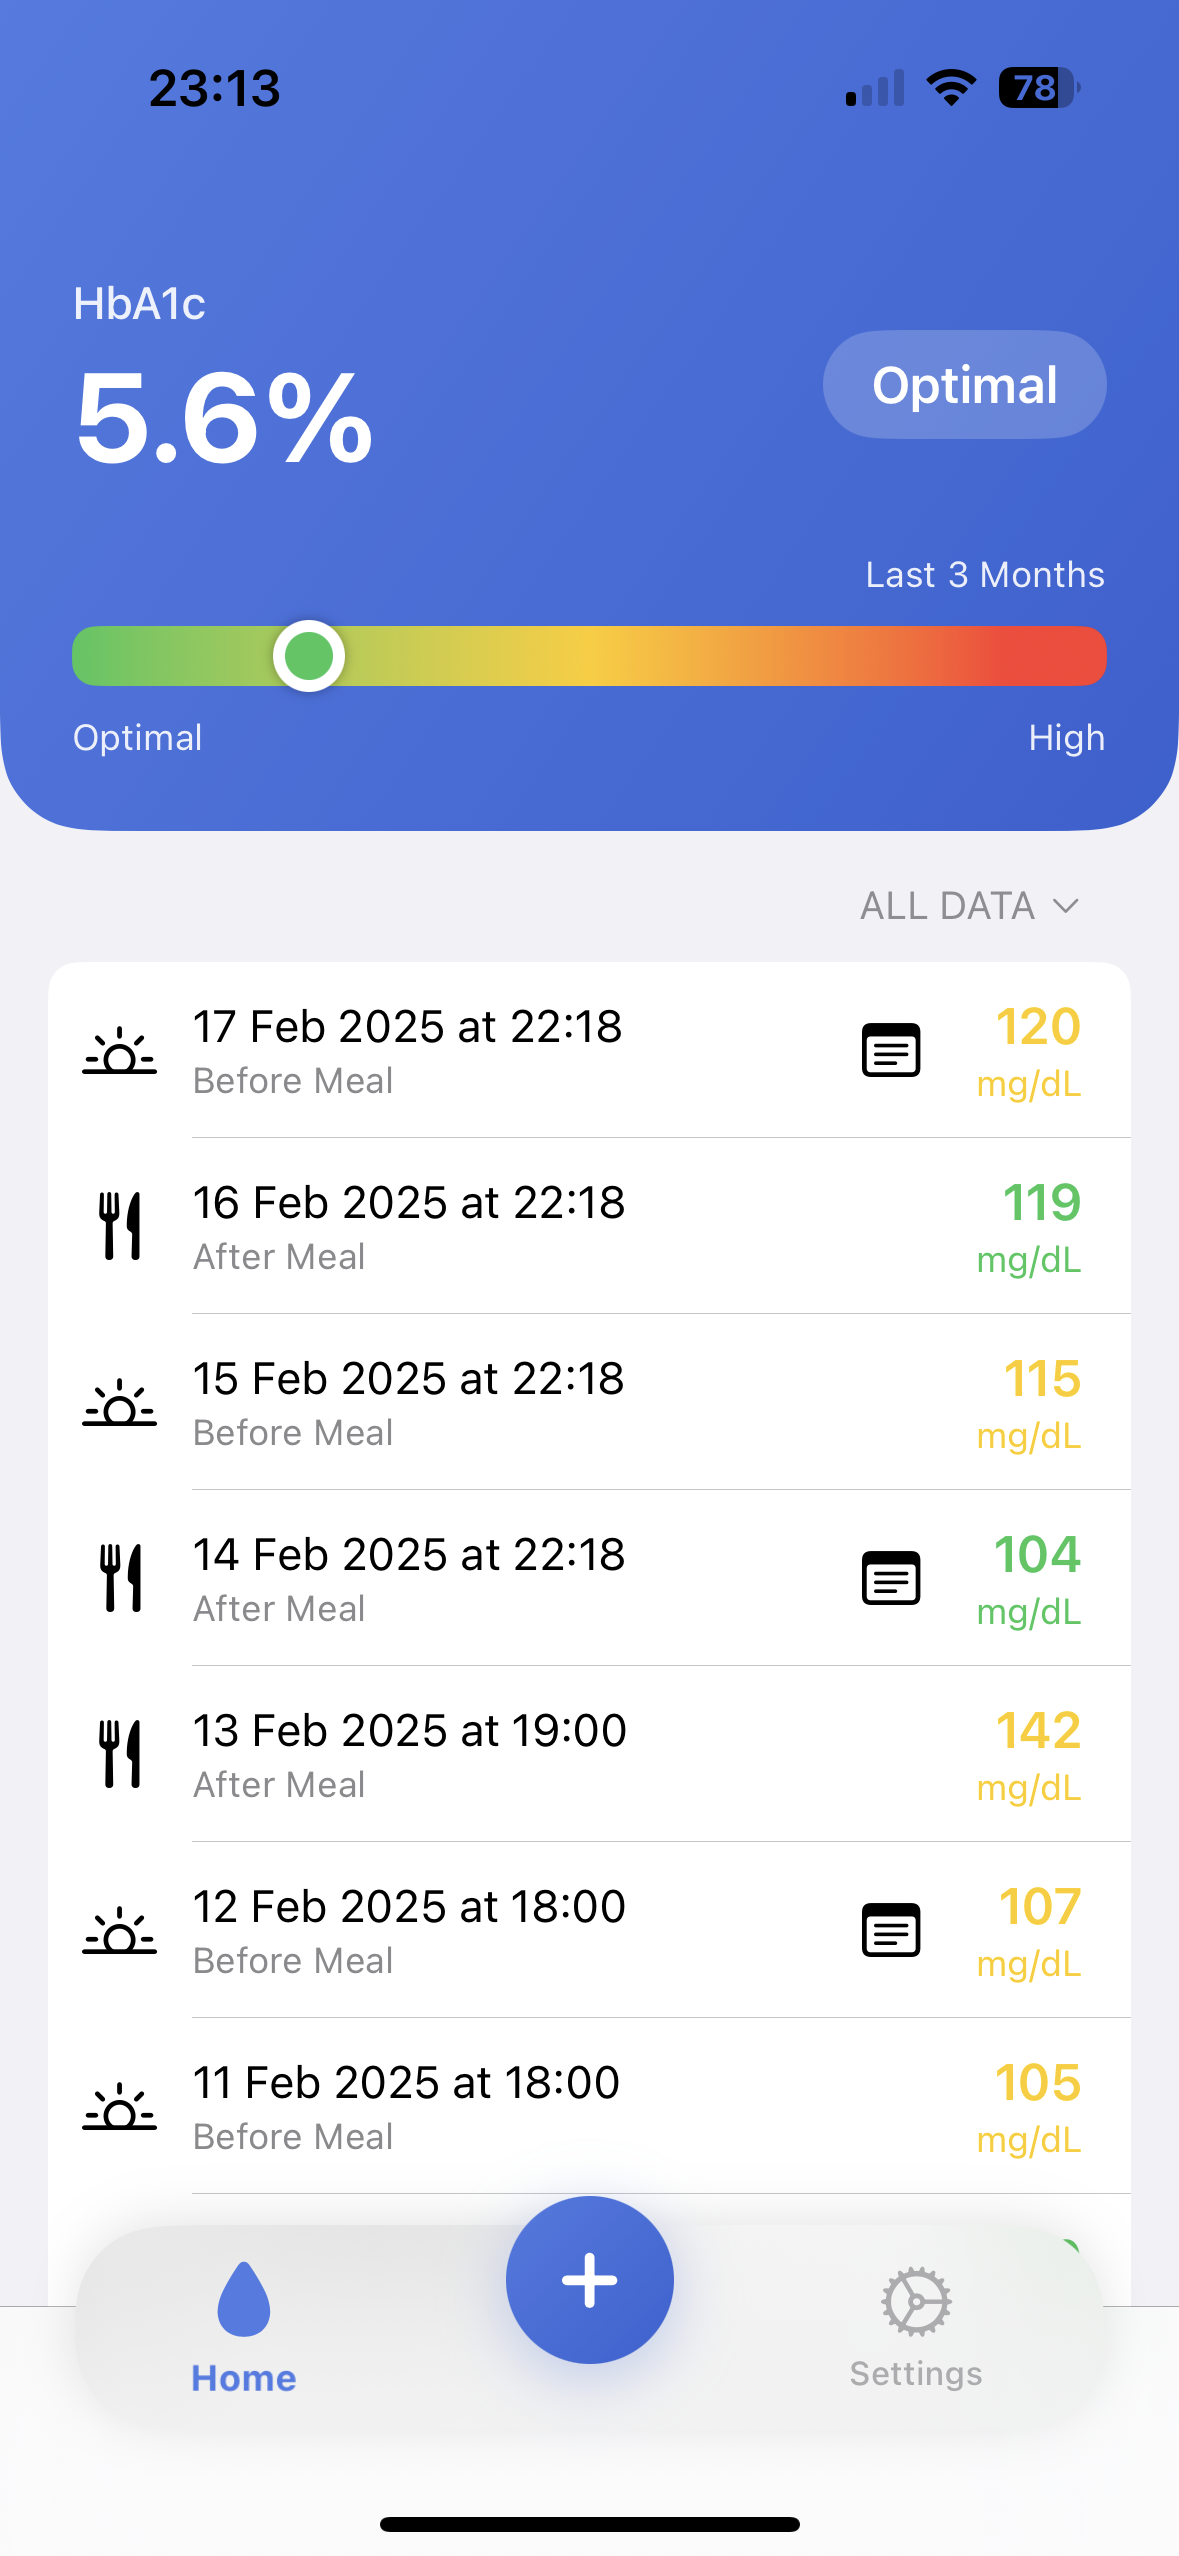 23:13
78
HbA1c
5.6%
Optimal
Last 3 Months
Optimal
High
ALL DATA
17 Feb 2025 at 22:18
Before Meal
120
mg/dL
16 Feb 2025 at 22:18
After Meal
119
mg/dL
15 Feb 2025 at 22:18
Before Meal
115
mg/dL
14 Feb 2025 at 22:18
After Meal
104
mg/dL
13 Feb 2025 at 19:00
After Meal
142
mg/dL
12 Feb 2025 at 18:00
Before Meal
107
mg/dL
11 Feb 2025 at 18:00
Before Meal
105
mg/dL
Home
Settings